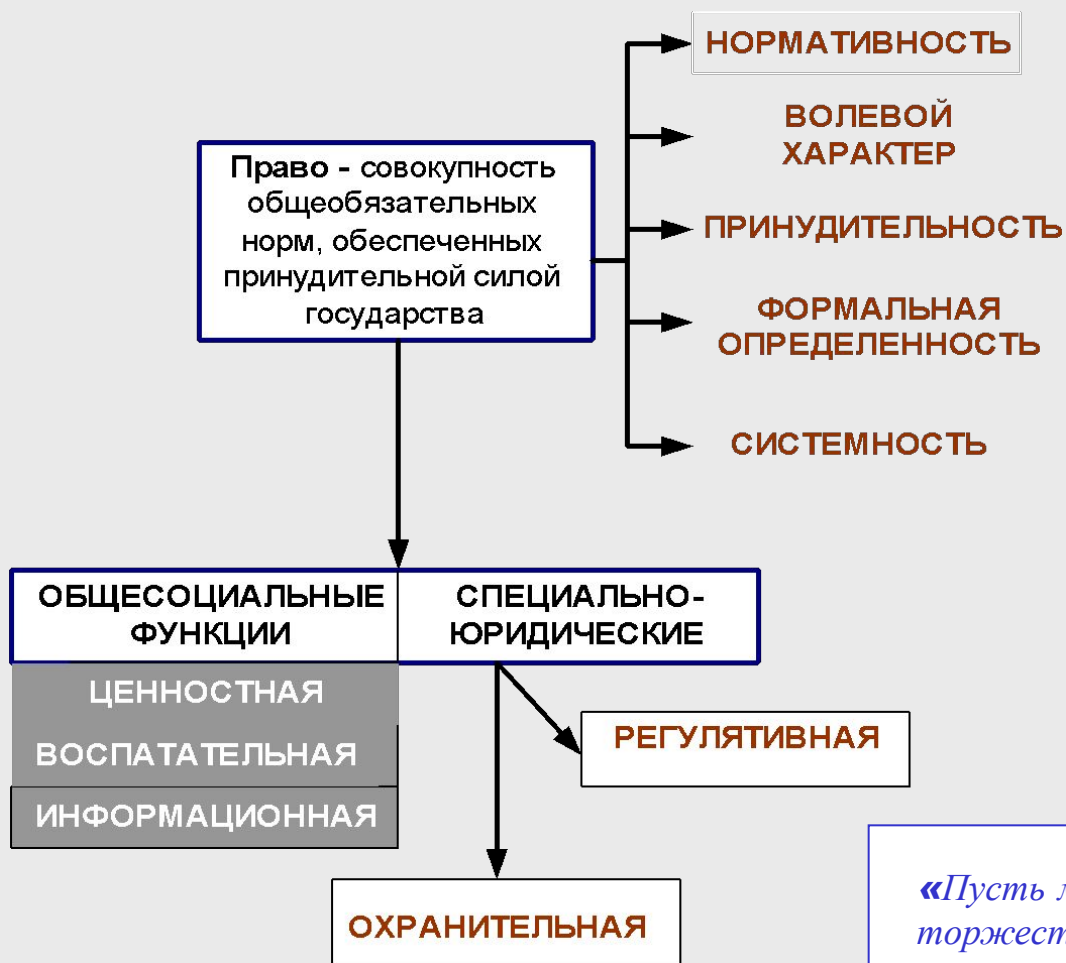 Право - совокупность
общеобязательных
норм, обеспеченных
принудительной силой
государства
НОРМАТИВНОСТЬ
ВОЛЕВОЙ
ХАРАКТЕР
ПРИНУДИТЕЛЬНОСТЬ
ФОРМАЛЬНАЯ
ОПРЕДЕЛЕННОСТЬ
СИСТЕМНОСТЬ
ОБЩЕСОЦИАЛЬНЫЕ
ФУНКЦИИ
ЦЕННОСТНАЯ
ВОСПАТАТЕЛЬНАЯ
ИНФОРМАЦИОННАЯ
СПЕЦИАЛЬНО-
ЮРИДИЧЕСКИЕ
РЕГУЛЯТИВНАЯ
ОХРАНИТЕЛЬНАЯ
«Пусть